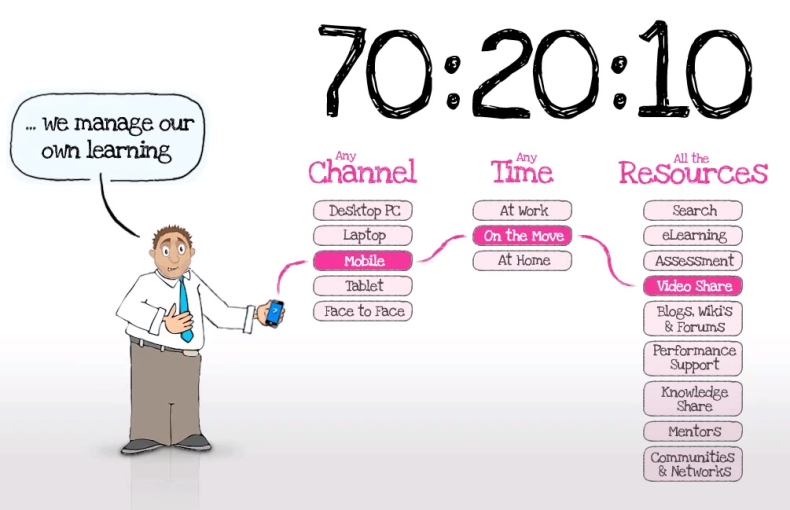 70:20:10
... we manage our
own learning
Any
Channel
Desktop PC
Laptop
Mobile
Tablet
Face to Face
Any
Time
At Work
On the Move
At Home
All the
Resources
Search
eLearning
Assessment
Video Share
Blogs, Wiki's
& Forums
Performance
Support
Knowledge
Share
Mentors
Communities
& Networks